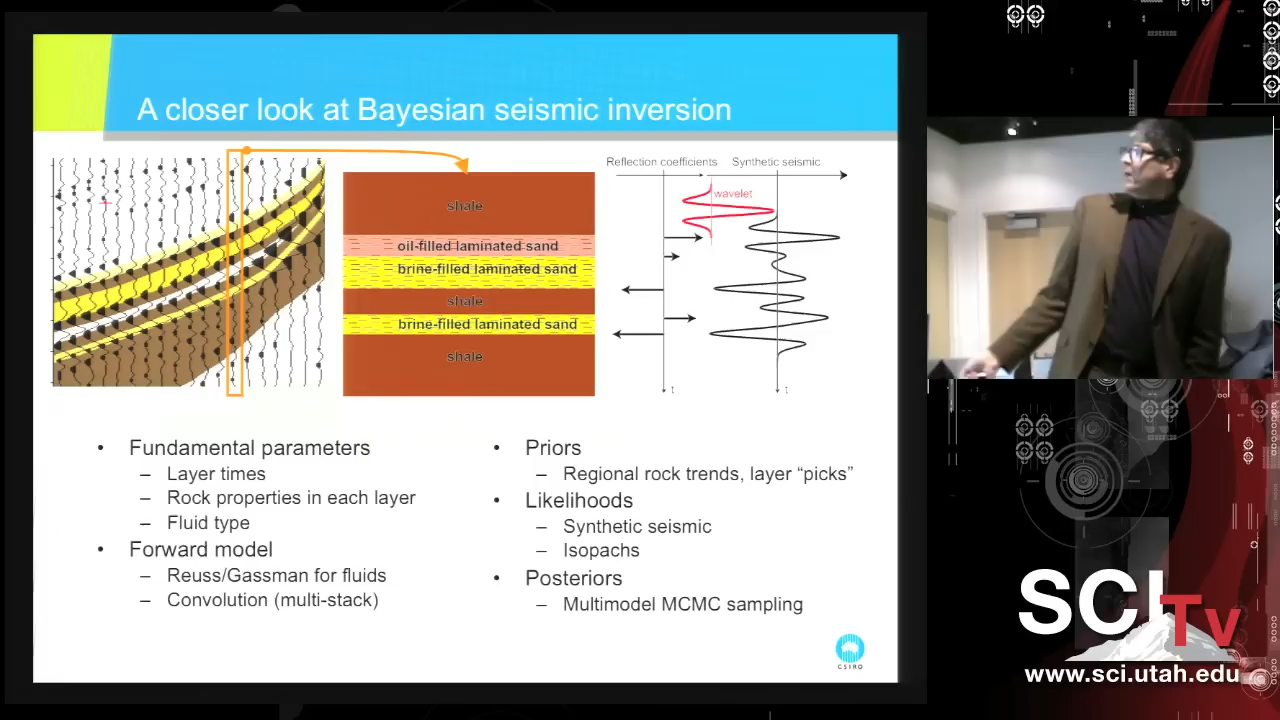 A closer look at Bayesian seismic inversion
shale
oil-filled laminated sand
brine-filled laminated sand
shale
brine-filled laminated sand
shale
Reflection coefficients
Synthetic seismic
wavelet
t
t
• Fundamental parameters
– Layer times
– Rock properties in each layer
– Fluid type
• Forward model
– Reuss/Gassman for fluids
– Convolution (multi-stack)
• Priors
– Regional rock trends, layer “picks”
• Likelihoods
– Synthetic seismic
– Isopachs
• Posteriors
– Multimodel MCMC sampling
CSIRO
SCI
Tv
www.sci.utah.edu